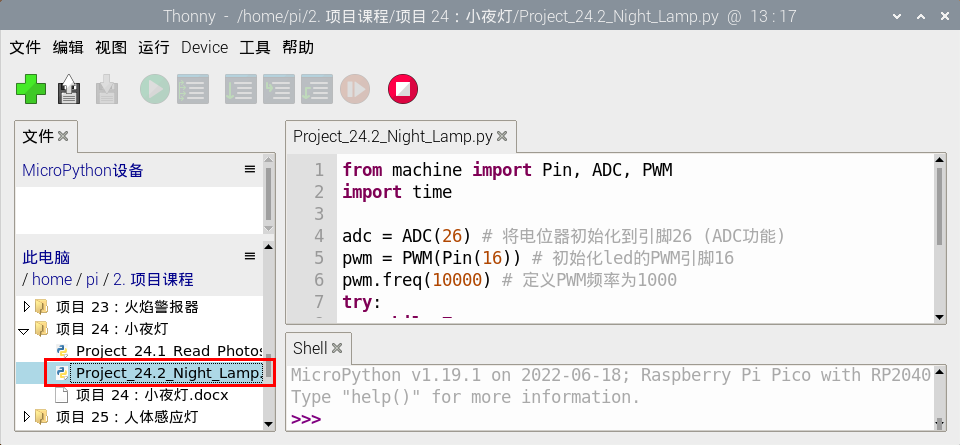 Thonny - /home/pi/2. 项目课程/项目 24：小夜灯/Project_24.2_Night_Lamp.py @ 13 : 17
文件 编辑 视图 运行 Device 工具 帮助
文件
MicroPython设备
此电脑
/ home / pi / 2. 项目课程
项目 23：火焰警报器
项目 24：小夜灯
Project_24.1_Read_Photos
Project_24.2_Night_Lamp.
项目 24：小夜灯.docx
项目 25：人体感应灯
Project_24.2_Night_Lamp.py
1 from machine import Pin, ADC, PWM
2 import time
3
4 adc = ADC(26) # 将电位器初始化到引脚26 (ADC功能)
5 pwm = PWM(Pin(16)) # 初始化led的PWM引脚16
6 pwm.freq(10000) # 定义PWM频率为1000
7 try:
Shell
MicroPython v1.19.1 on 2022-06-18; Raspberry Pi Pico with RP2040
Type "help()" for more information.
>>>